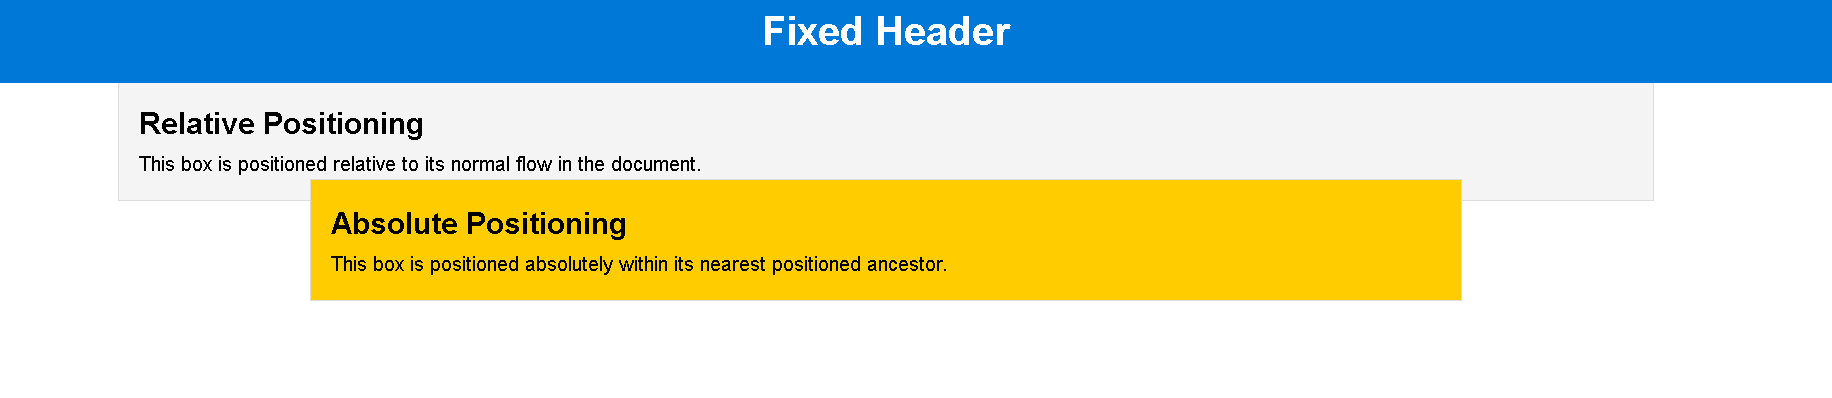 Fixed Header
Relative Positioning
This box is positioned relative to its normal flow in the document.
Absolute Positioning
This box is positioned absolutely within its nearest positioned ancestor.